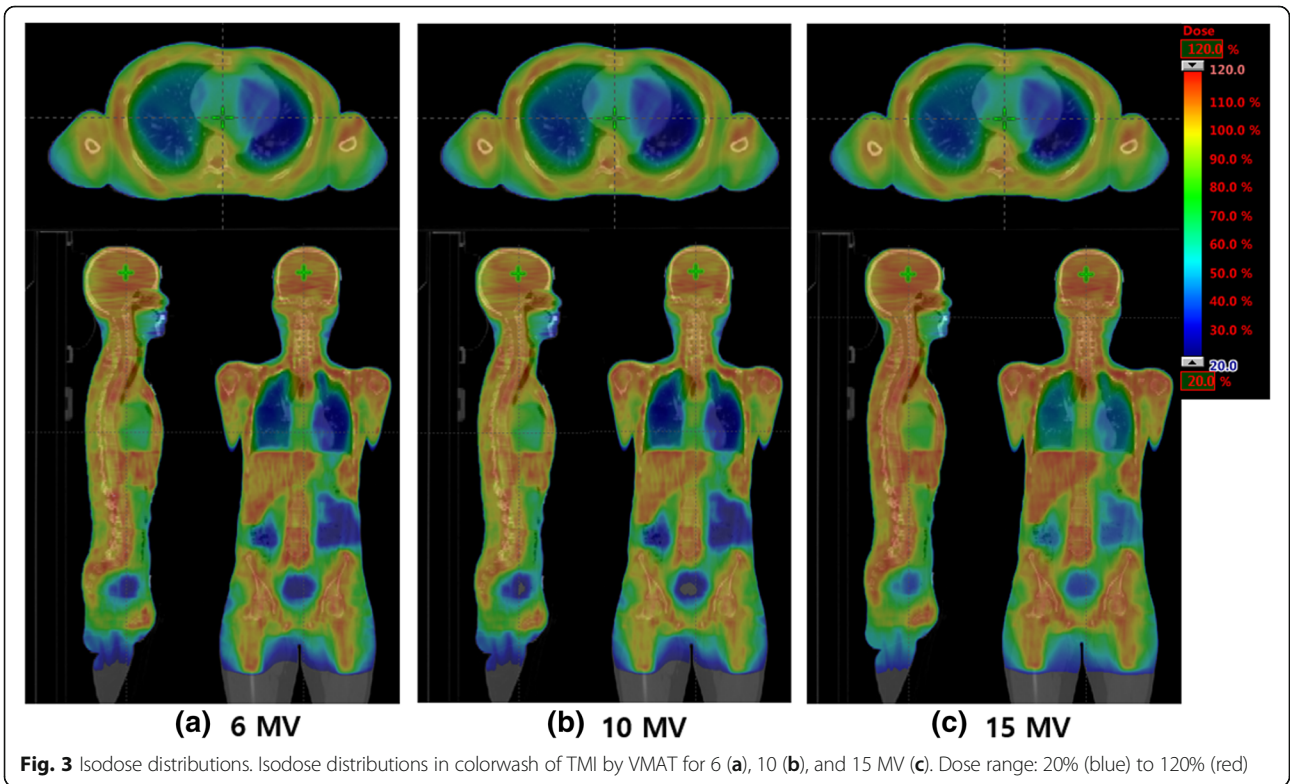 Dose
120.0 %
120.0
110.0 %
100.0 %
90.0 %
80.0 %
70.0 %
60.0 %
50.0 %
40.0 %
30.0 %
20.0
20.0 %
(a) 6 MV
(b) 10 MV
(c) 15 MV
Fig. 3 Isodose distributions. Isodose distributions in colorwash of TMI by VMAT for 6 (a), 10 (b), and 15 MV (c). Dose range: 20% (blue) to 120% (red)